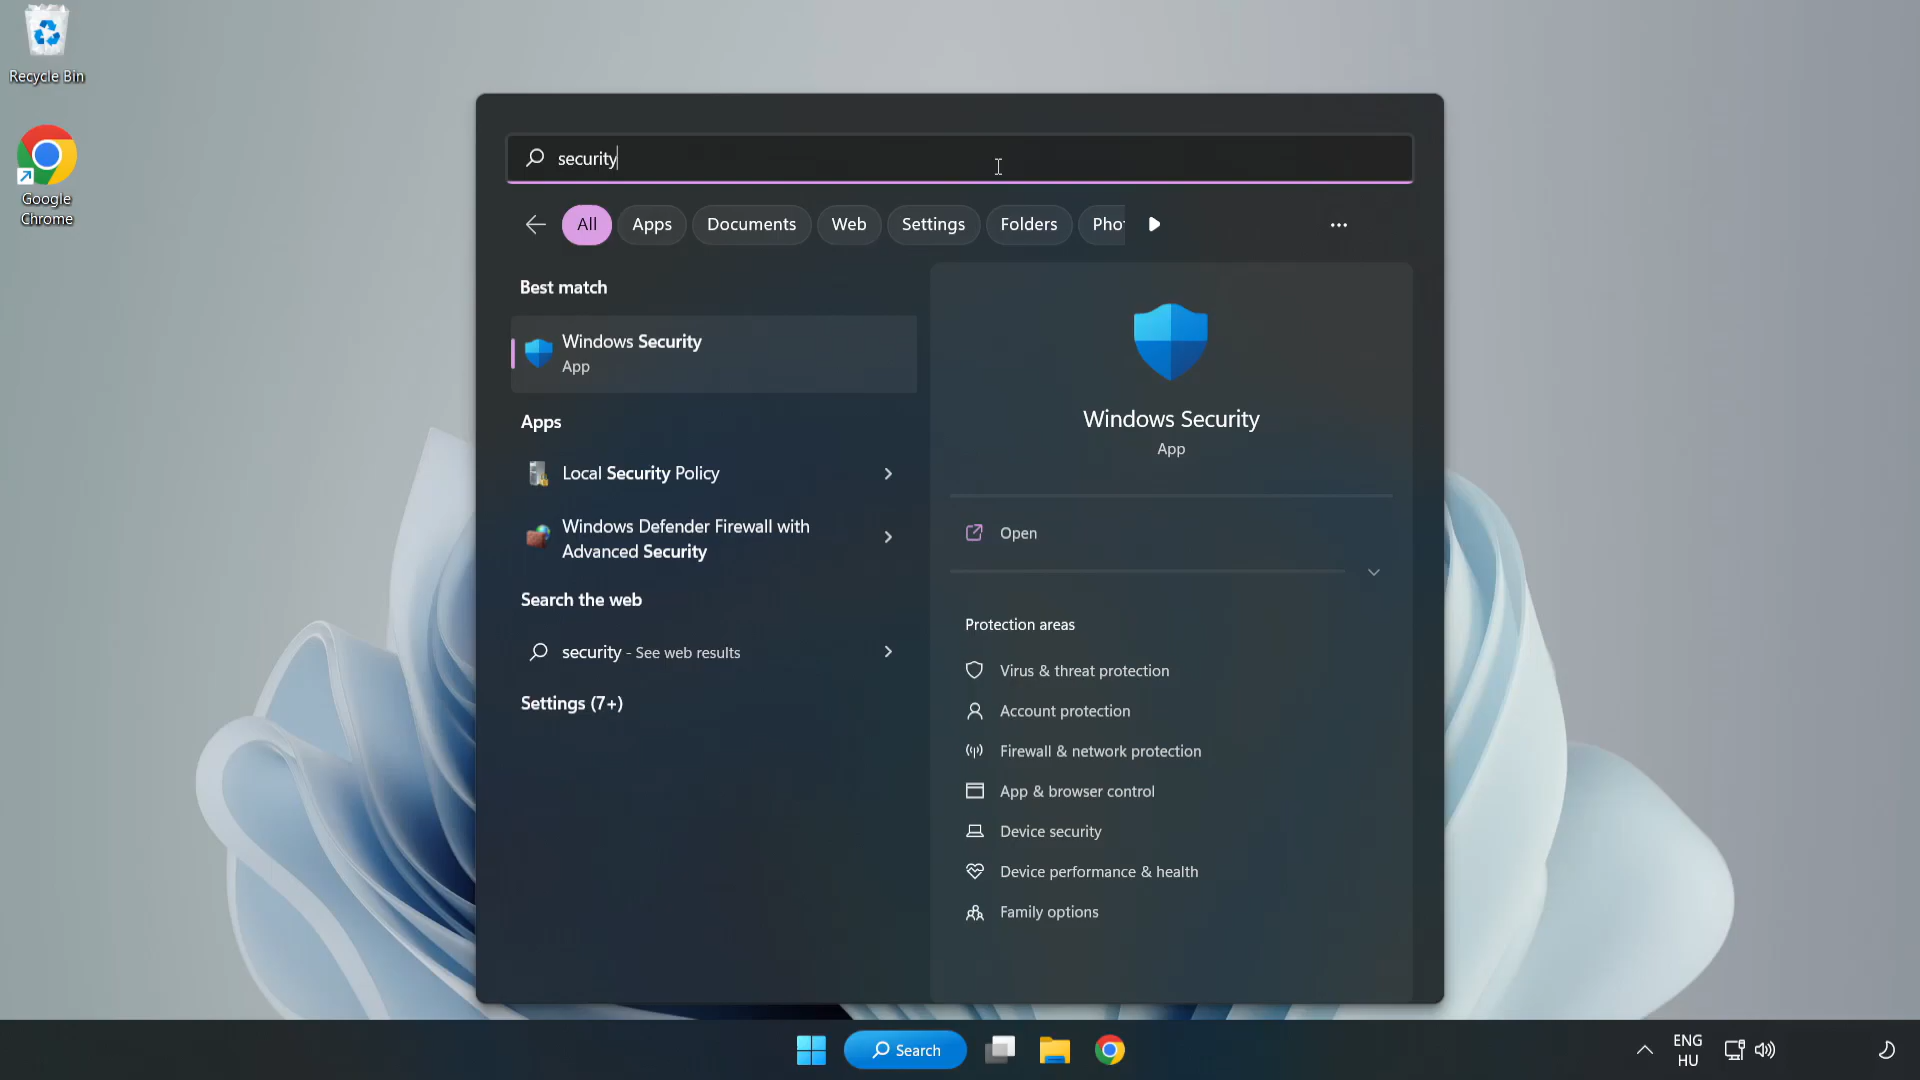 Recycle Bin
Google
Chrome
security
All
Apps
Documents
Web
Settings
Folders
Best match
Windows Security
App
Apps
Local Security Policy
Windows Defender Firewall with
Advanced Security
Search the web
security - See web results
Settings (7+)
Windows Security
App
Open
Protection areas
Virus & threat protection
Account protection
Firewall & network protection
App & browser control
Device security
Device performance & health
Family options
Search
ENG
HU